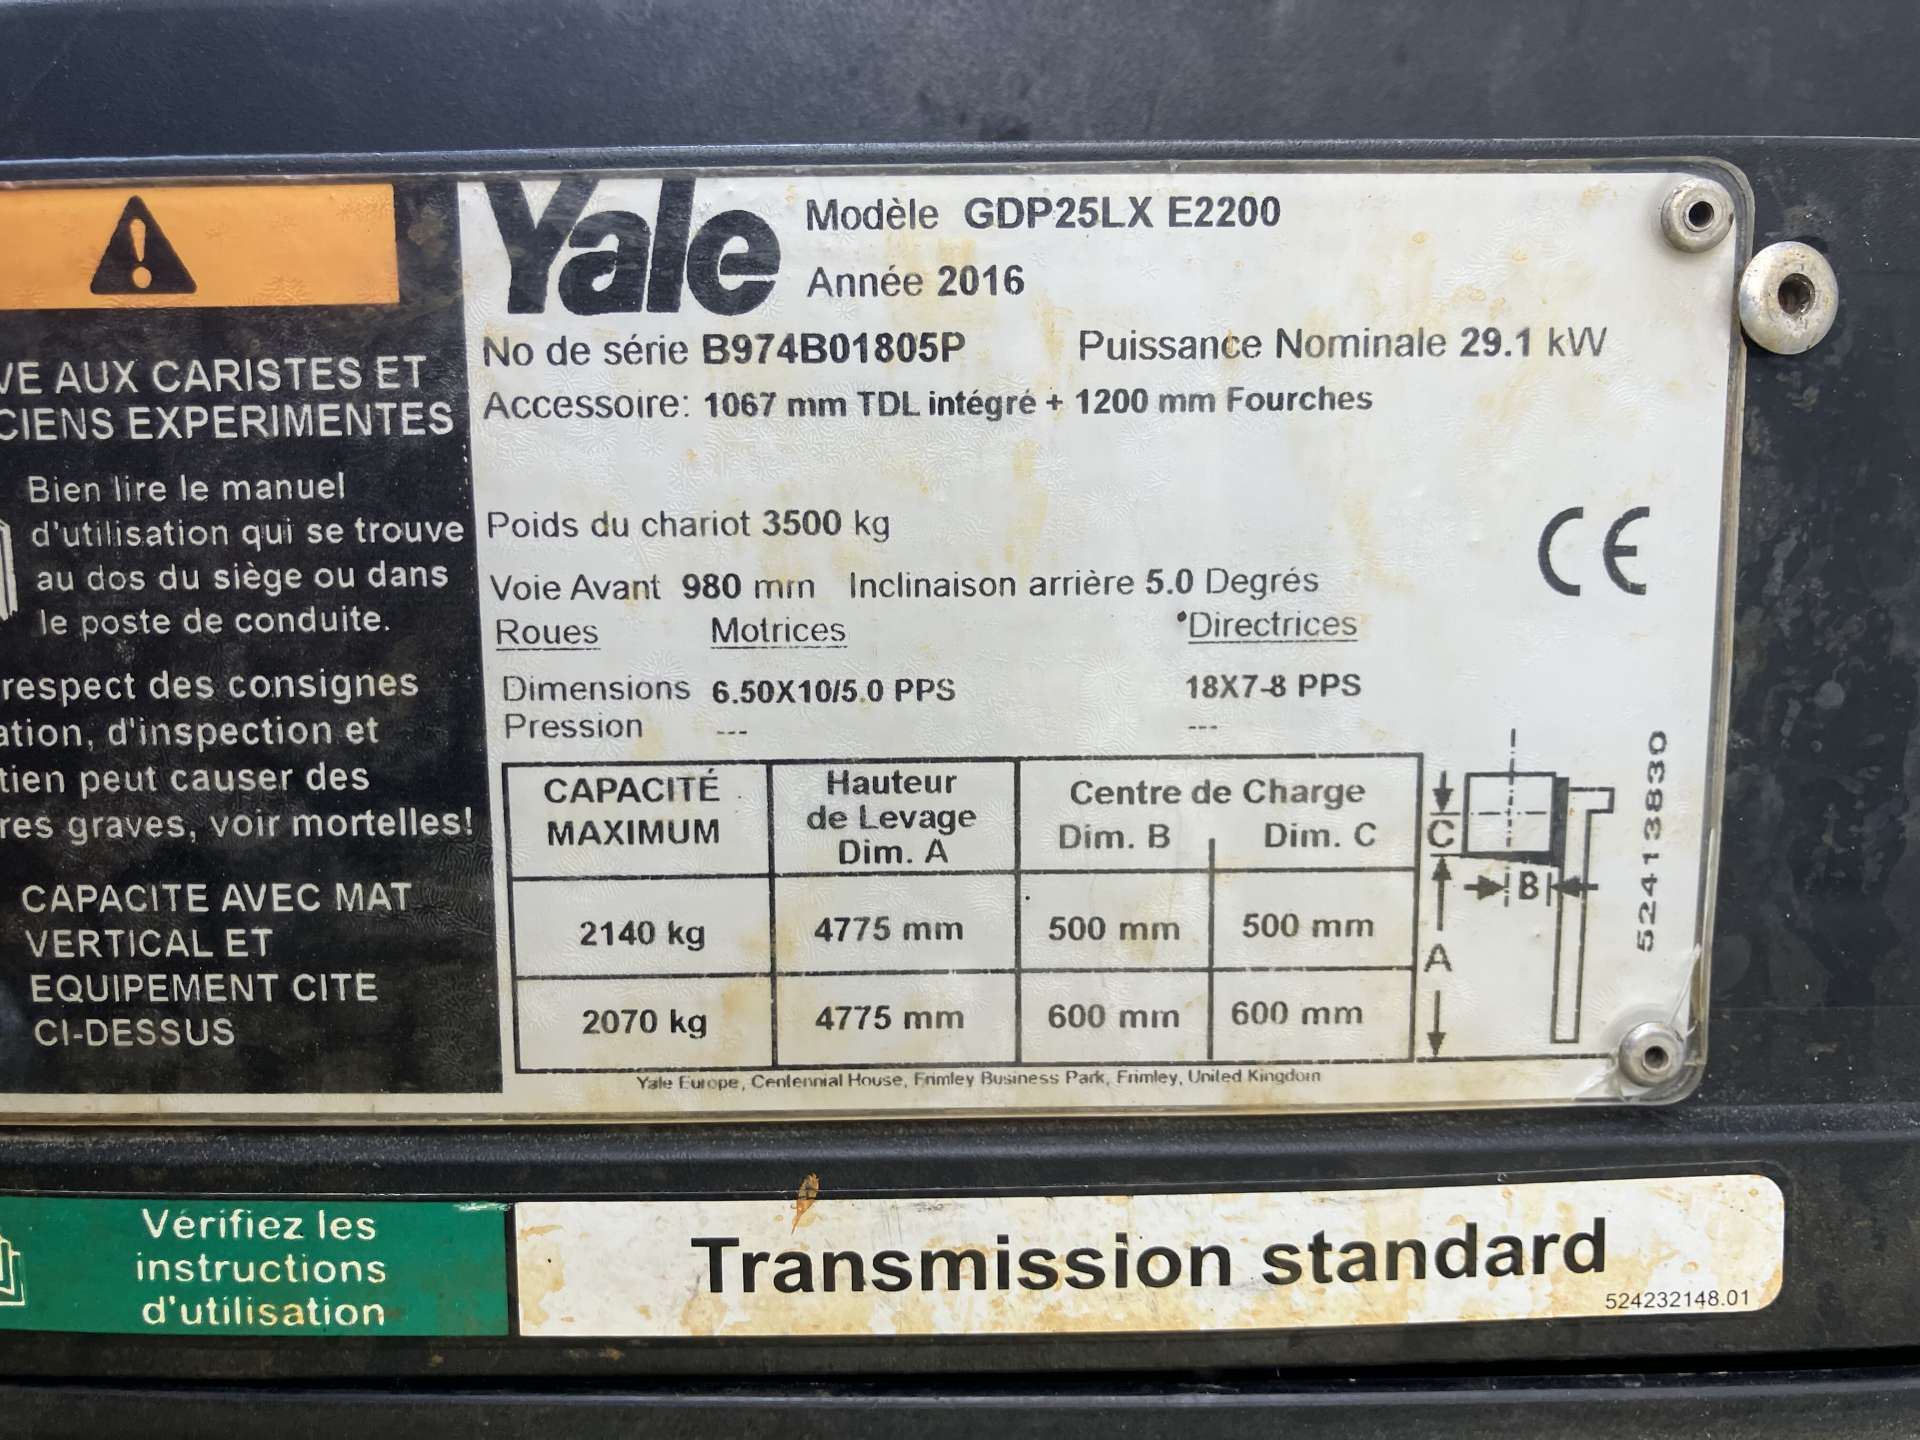 AUX CARISTES ET
EXPERIMENTES
Bien lire le manuel
d'utilisation qui se trouve
au dos du siège ou dans
le poste de conduite.
respect des consignes
d'inspection et
peut causer des
graves, voir mortelles!
CAPACITE AVEC MAT
VERTICAL ET
EQUIPEMENT CITE
CI-DESSUS
Yale
Modèle GDP25LX E2200
Année 2016
No de série B974B01805P Puissance Nominale 29.1 kW
Accessoire: 1067 mm TDL intégré + 1200 mm Fourches
Poids du chariot 3500 kg
CE
Voie Avant 980 mm Inclinaison arrière 5.0 Degrés
Roues Motrices Directrices
Dimensions 6.50X10/5.0 PPS 18X7-8 PPS
Pression --- ---
CAPACITÉ MAXIMUM
Hauteur de Levage Dim. A
Centre de Charge
Dim. B Dim. C
2140 kg 4775 mm 500 mm 500 mm
2070 kg 4775 mm 600 mm 600 mm
C
B
A
52413830
Yale Europe, Centennial House, Frimley Business Park, Frimley, United Kingdom
Vérifiez les
instructions
d'utilisation
Transmission standard
524232148.01